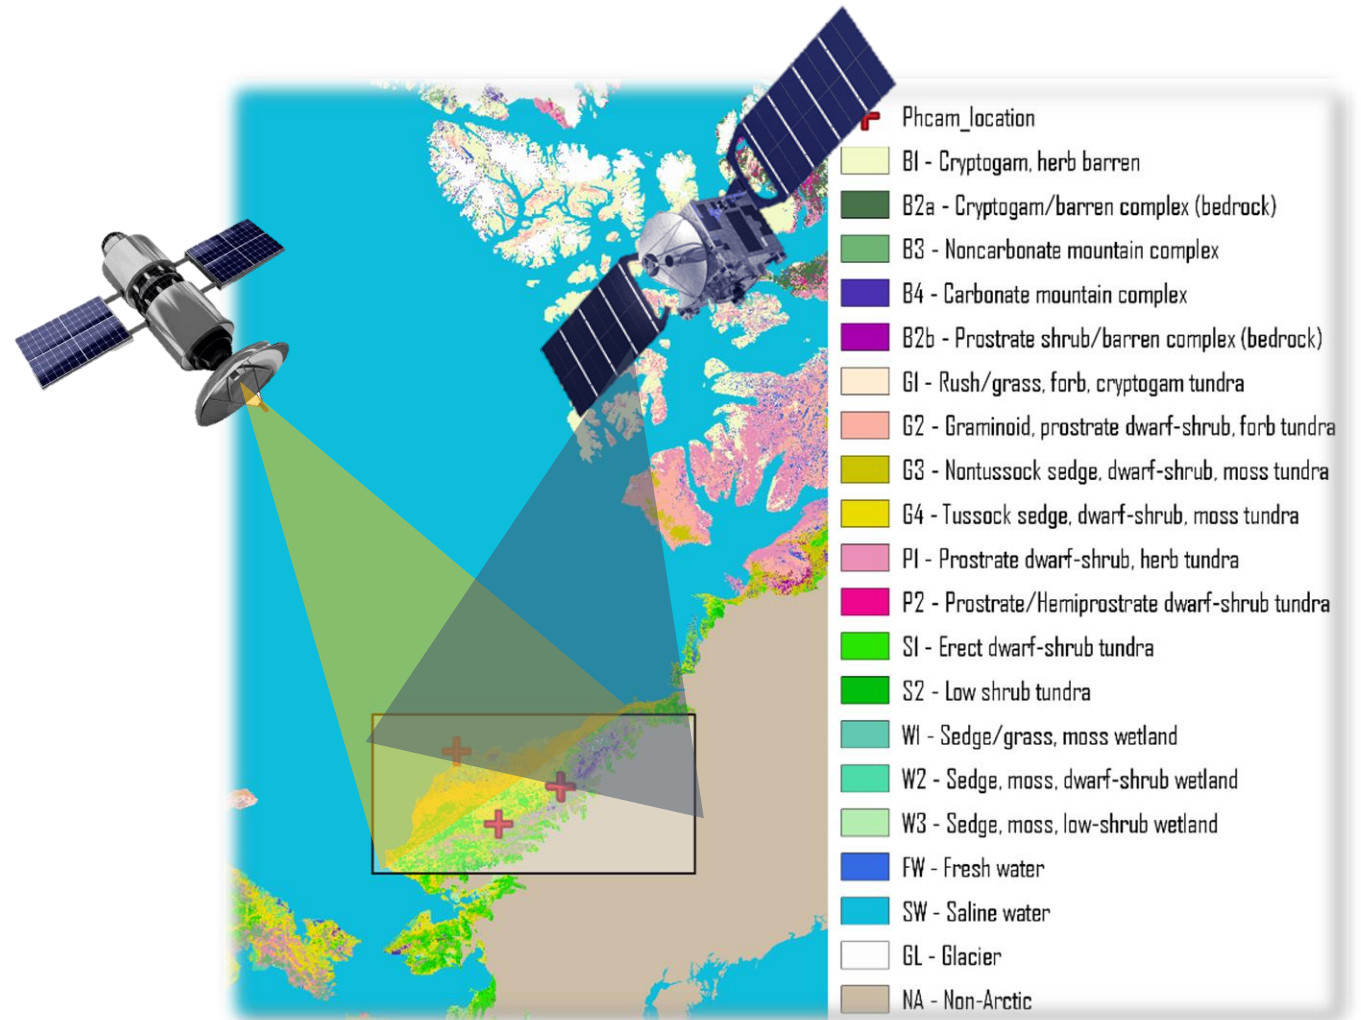 Phcam_location
B1 - Cryptogam, herb barren
B2a - Cryptogam/barren complex (bedrock)
B3 - Noncarbonate mountain complex
B4 - Carbonate mountain complex
B2b - Prostrate shrub/barren complex (bedrock)
G1 - Rush/grass, forb, cryptogam tundra
G2 - Graminoid, prostrate dwarf-shrub, forb tundra
G3 - Nontussock sedge, dwarf-shrub, moss tundra
G4 - Tussock sedge, dwarf-shrub, moss tundra
P1 - Prostrate dwarf-shrub, herb tundra
P2 - Prostrate/Hemiprostrate dwarf-shrub tundra
S1 - Erect dwarf-shrub tundra
S2 - Low shrub tundra
W1 - Sedge/grass, moss wetland
W2 - Sedge, moss, dwarf-shrub wetland
W3 - Sedge, moss, low-shrub wetland
FW - Fresh water
SW - Saline water
GL - Glacier
NA - Non-Arctic